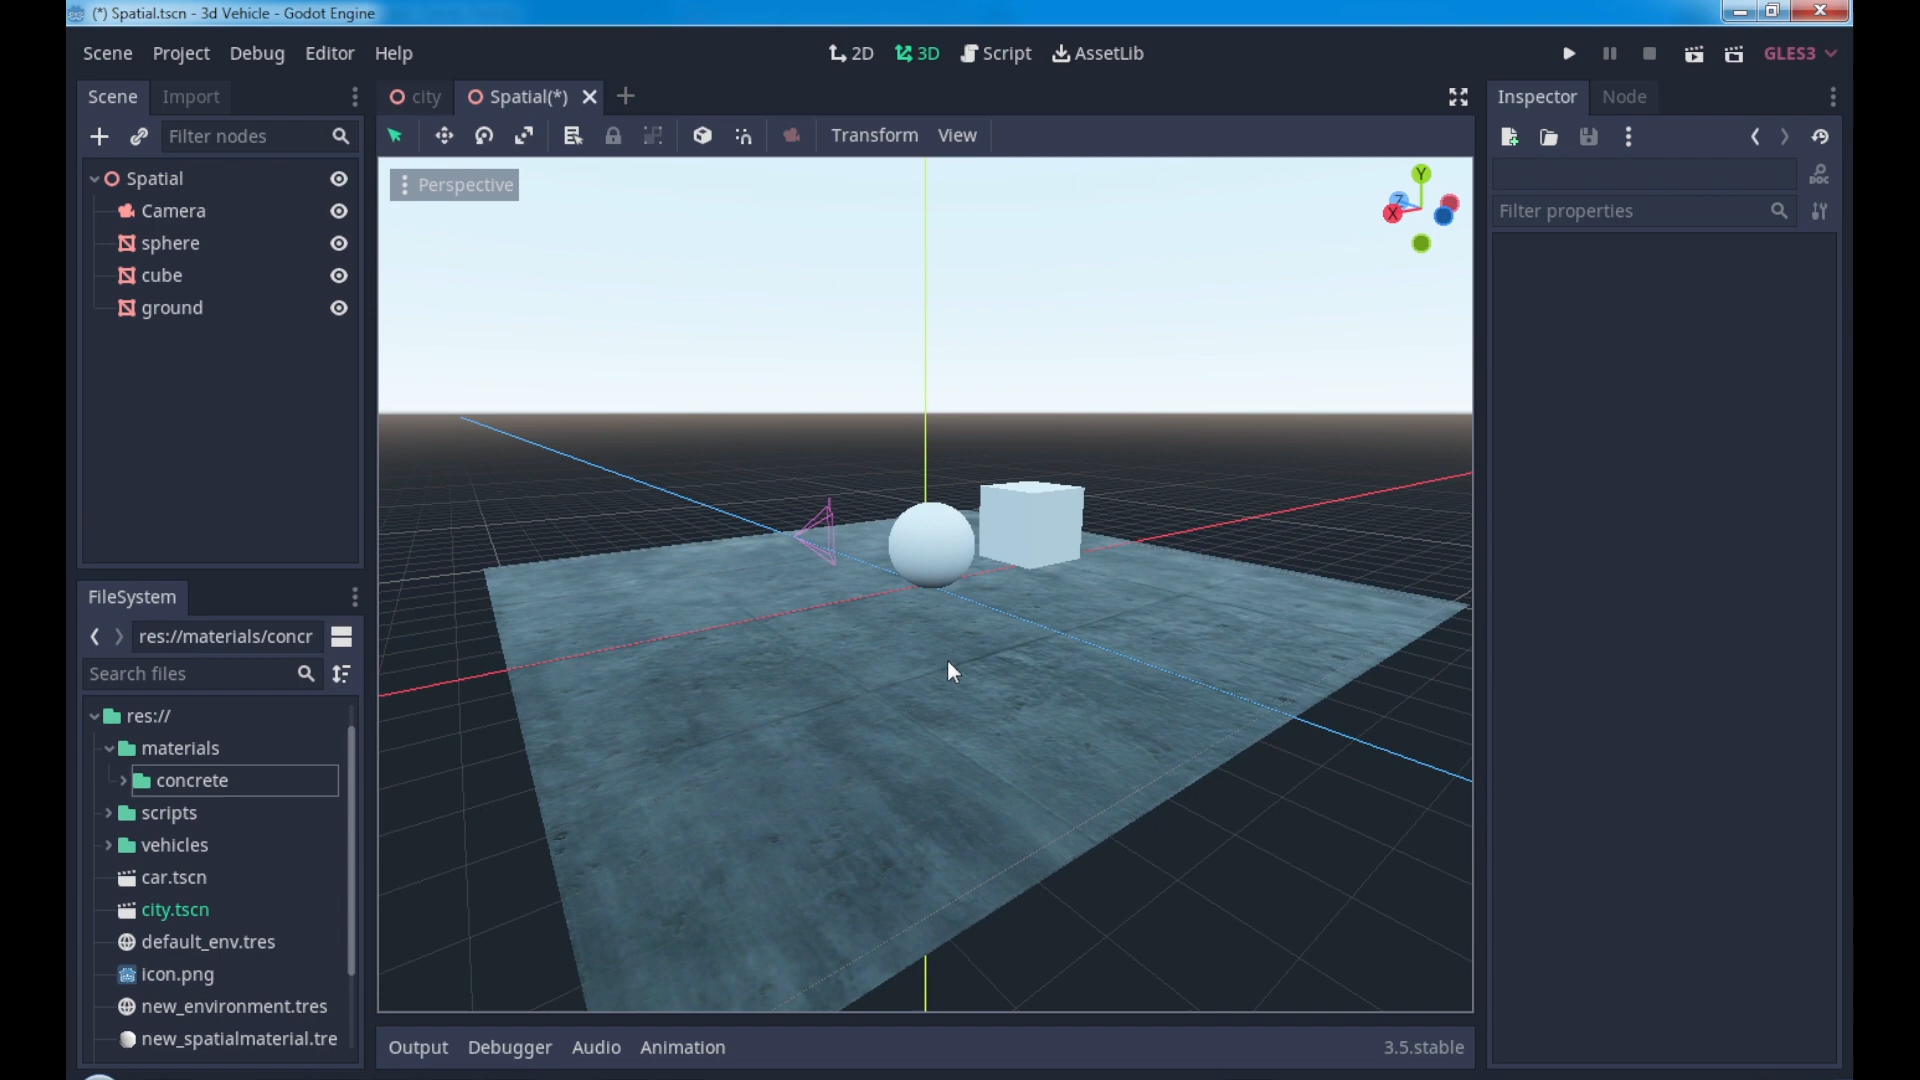 (*) Spatial.tscn - 3d Vehicle - Godot Engine
Scene Project Debug Editor Help
2D 3D Script AssetLib
GLES3
Scene Import
city Spatial(*)
Inspector Node
Filter nodes
Transform View
Perspective
Y
Z
X
DOC
Filter properties
Spatial
Camera
sphere
cube
ground
FileSystem
res://materials/concr
Search files
res://
materials
concrete
scripts
vehicles
car.tscn
city.tscn
default_env.tres
icon.png
new_environment.tres
new_spatialmaterial.tre
Output Debugger Audio Animation
3.5.stable